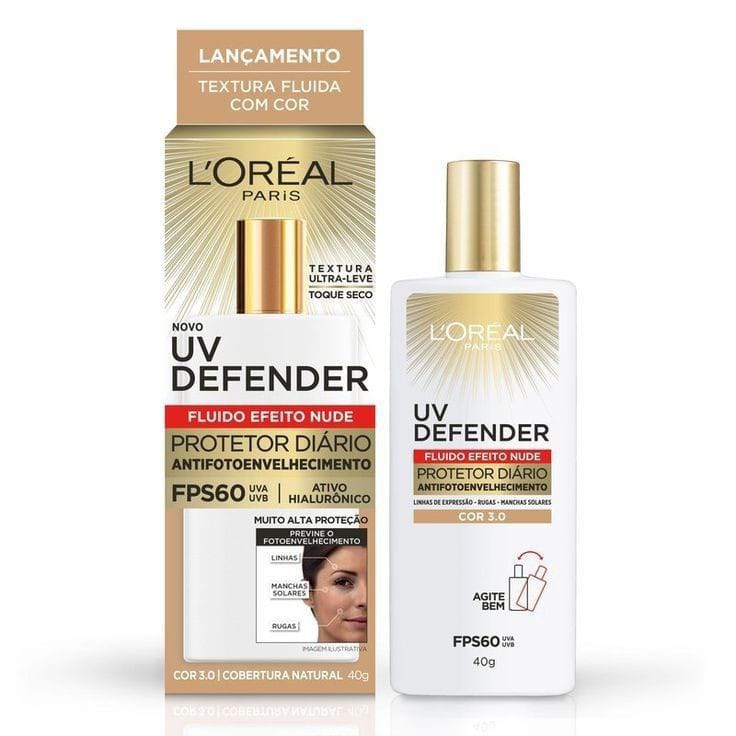 LANÇAMENTO
TEXTURA FLUIDA
COM COR
L'ORÉAL
PARIS
TEXTURA
ULTRA-LEVE
TOQUE SECO
NOVO
UV
DEFENDER
FLUIDO EFEITO NUDE
PROTETOR DIÁRIO
ANTIFOTOENVELHECIMENTO
FPS60 UVA UVB | ATIVO HIALURÔNICO
MUITO ALTA PROTEÇÃO
PREVINE O
FOTOENVELHECIMENTO
LINHAS
MANCHAS
SOLARES
RUGAS
IMAGEM ILUSTRATIVA
COR 3.0 | COBERTURA NATURAL 40g
L'ORÉAL
PARIS
UV
DEFENDER
FLUIDO EFEITO NUDE
PROTETOR DIÁRIO
ANTIFOTOENVELHECIMENTO
LINHAS DE EXPRESSÃO - RUGAS - MANCHAS SOLARES
COR 3.0
AGITE
BEM
FPS60 UVA UVB
40g